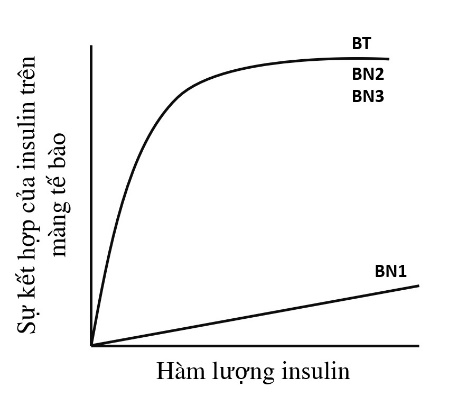 BT
BN2
BN3
BN1
Sự kết hợp của insulin trên
màng tế bào
Hàm lượng insulin